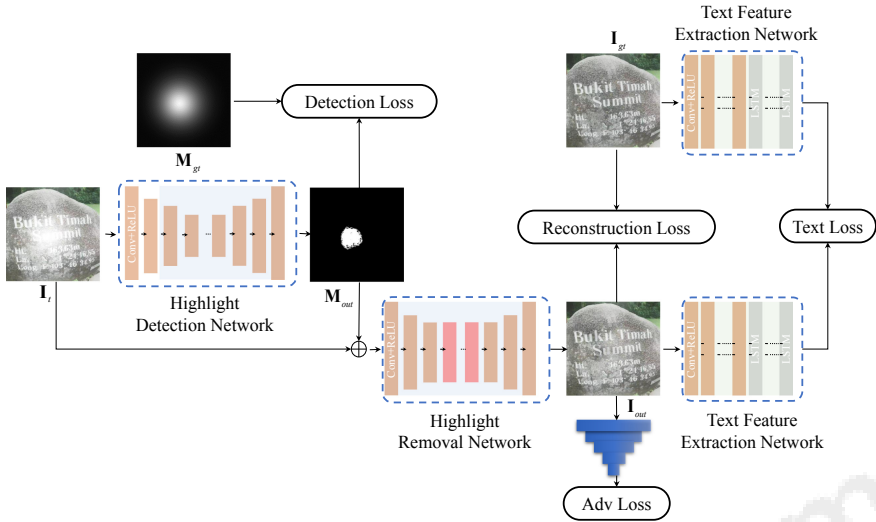 Text Feature
Extraction Network
I_gt
Conv+ReLU
LSTM
LSTM
Bukit Timah
Summit
Detection Loss
M_gt
Bukit Timah
Conv+ReLU
I_t
Highlight
Detection Network
M_out
Reconstruction Loss
Text Loss
Conv+ReLU
Highlight
Removal Network
Bukit Timah
Summit
I_out
Conv+ReLU
LSTM
LSTM
Text Feature
Extraction Network
Adv Loss